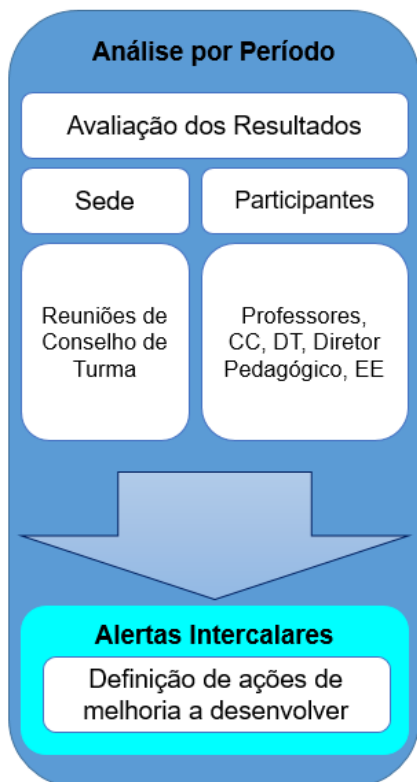 Análise por Período
Avaliação dos Resultados
Sede
Participantes
Reuniões de
Conselho de
Turma
Professores,
CC, DT, Diretor
Pedagógico, EE
Alertas Intercalares
Definição de ações de
melhoria a desenvolver